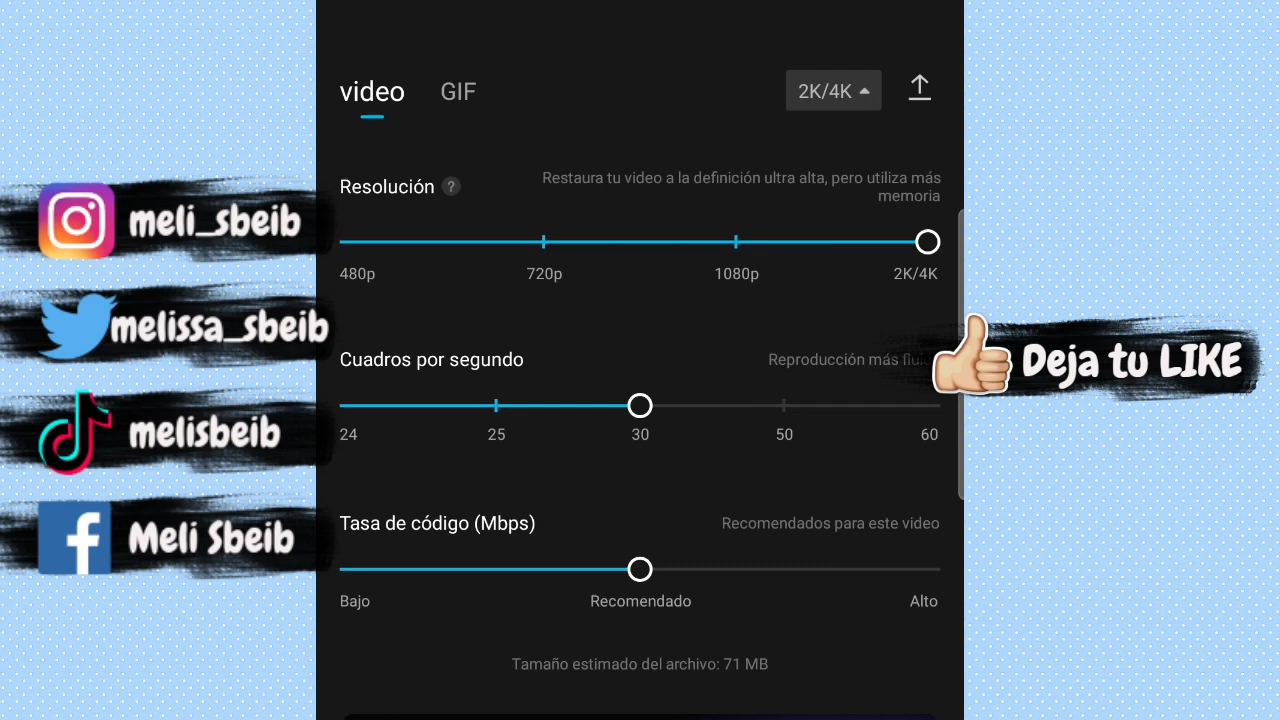 video
GIF
2K/4K
Resolución ?
Restaura tu video a la definición ultra alta, pero utiliza más
memoria
480p
720p
1080p
2K/4K
Cuadros por segundo
Reproducción más
24
25
30
50
60
Tasa de código (Mbps)
Recomendados para este video
Bajo
Recomendado
Alto
Tamaño estimado del archivo: 71 MB
meli_sbeib
melissa_sbeib
melisbeib
Meli Sbeib
Deja tu LIKE